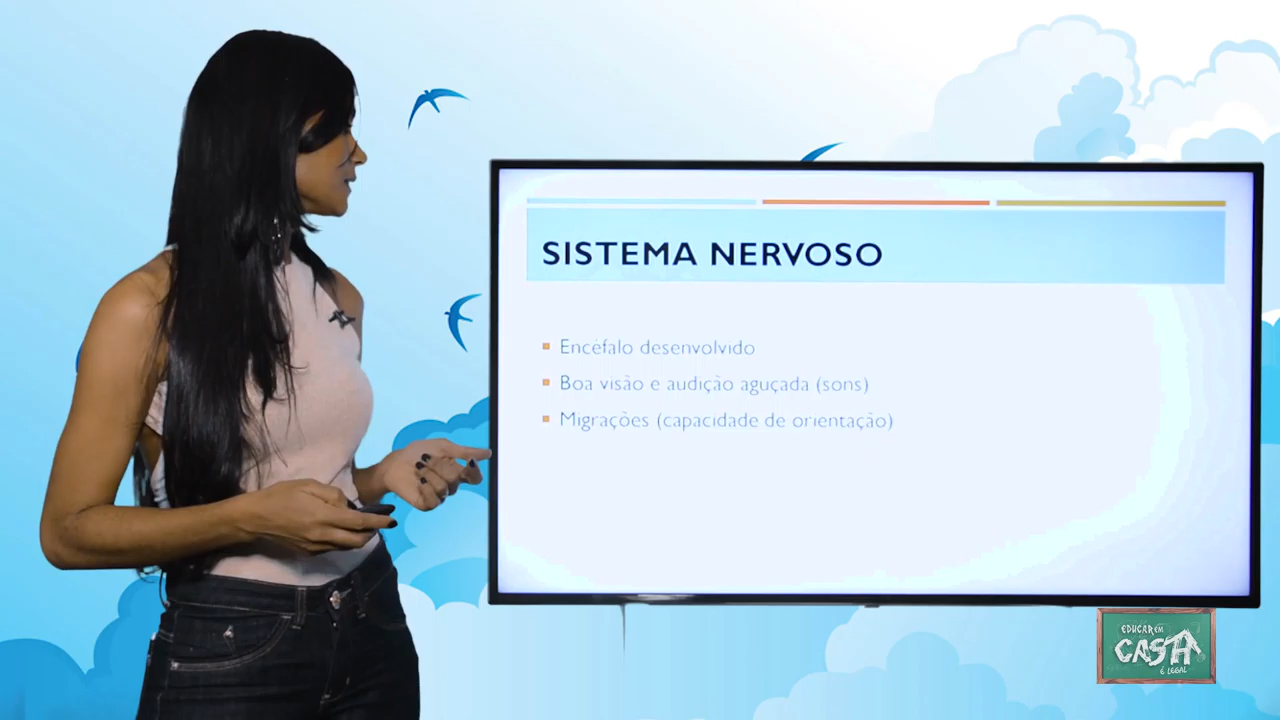 SISTEMA NERVOSO
Encéfalo desenvolvido
Boa visão e audição aguçada (sons)
Migrações (capacidade de orientação)
EDUCAR EM
CASA
É LEGAL